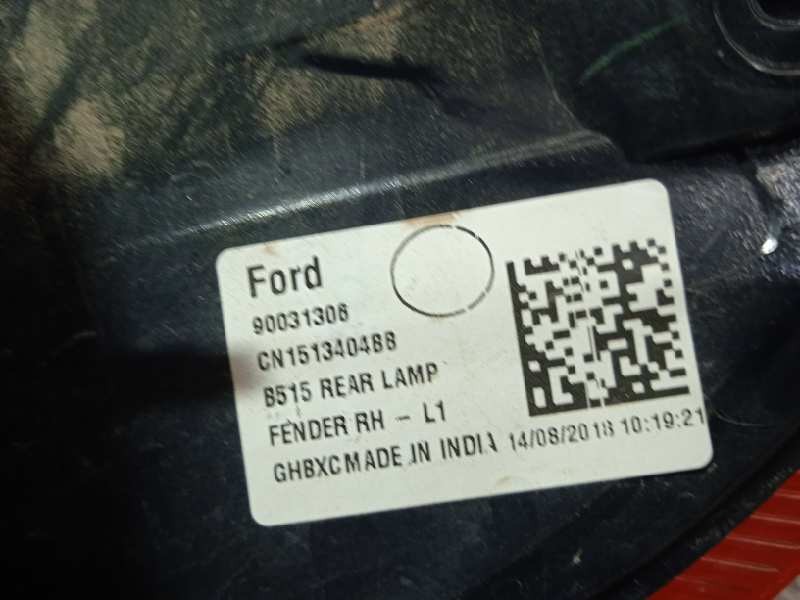 Ford
90031306
CN15134048B
B515 REAR LAMP
FENDER RH - L1
GHBXC MADE IN INDIA 14/08/2018 10:19:21